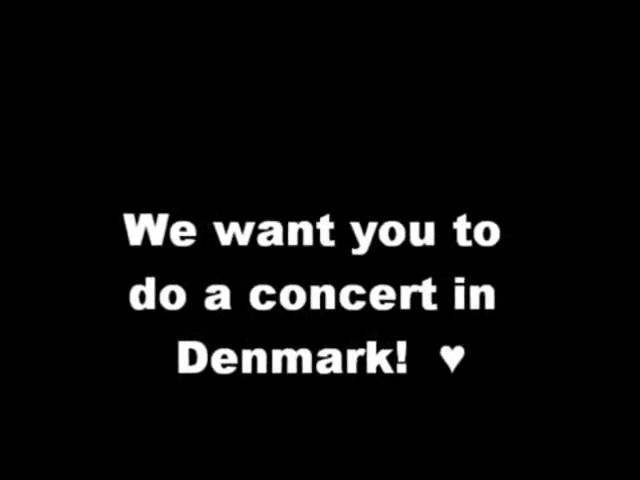 We want you to
do a concert in
Denmark! ♥